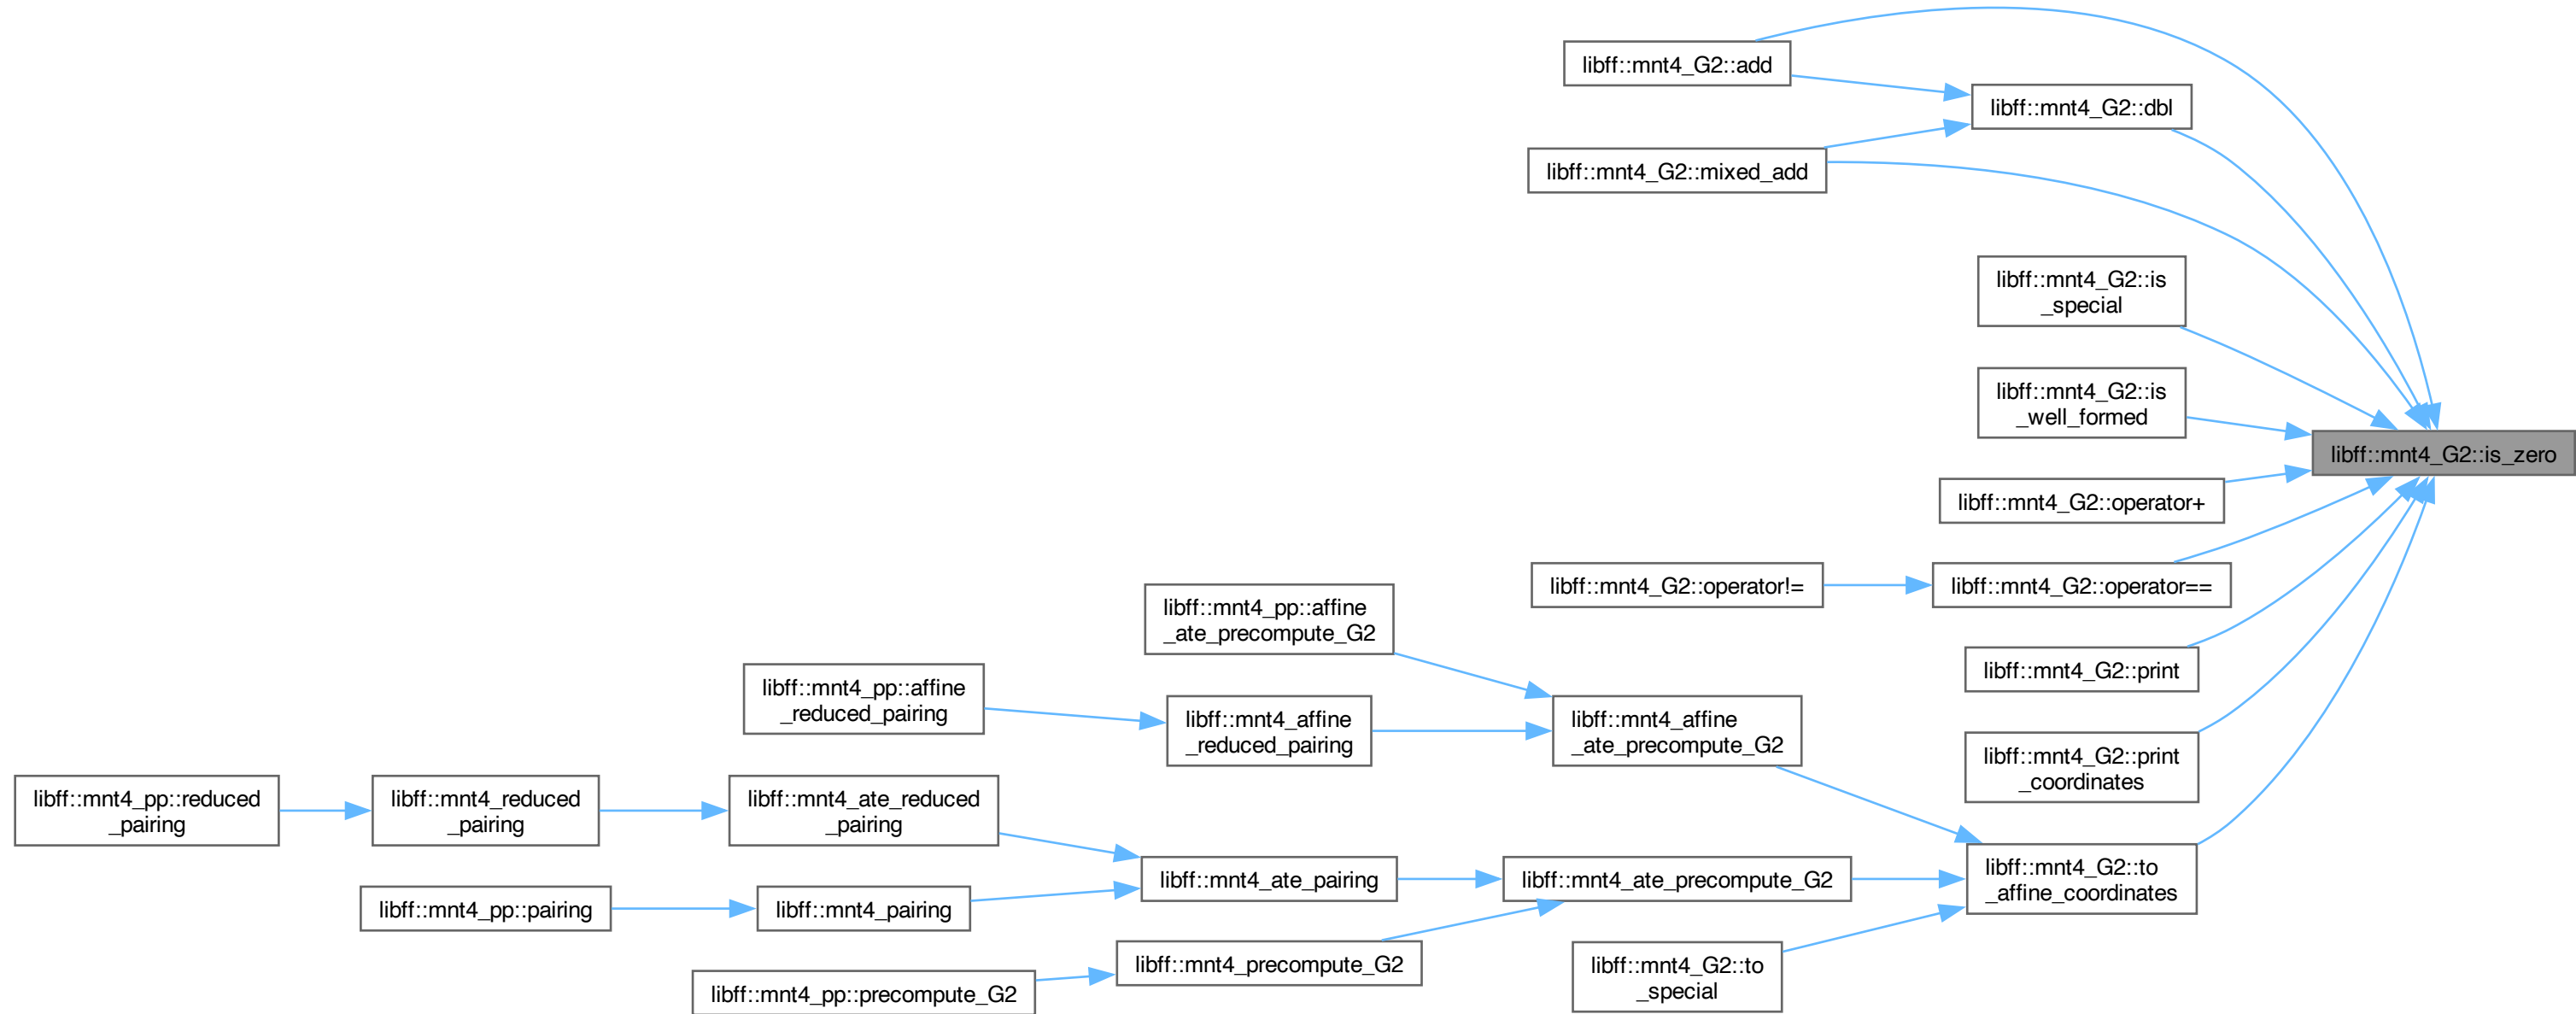 libff::mnt4_G2::add
libff::mnt4_G2::dbl
libff::mnt4_G2::mixed_add
libff::mnt4_G2::is
_special
libff::mnt4_G2::is
_well_formed
libff::mnt4_G2::is_zero
libff::mnt4_G2::operator+
libff::mnt4_G2::operator!=
libff::mnt4_G2::operator==
libff::mnt4_pp::affine
_ate_precompute_G2
libff::mnt4_G2::print
libff::mnt4_pp::affine
_reduced_pairing
libff::mnt4_affine
_reduced_pairing
libff::mnt4_affine
_ate_precompute_G2
libff::mnt4_G2::print
_coordinates
libff::mnt4_pp::reduced
_pairing
libff::mnt4_reduced
_pairing
libff::mnt4_ate_reduced
_pairing
libff::mnt4_ate_pairing
libff::mnt4_ate_precompute_G2
libff::mnt4_G2::to
_affine_coordinates
libff::mnt4_pp::pairing
libff::mnt4_pairing
libff::mnt4_precompute_G2
libff::mnt4_G2::to
_special
libff::mnt4_pp::precompute_G2